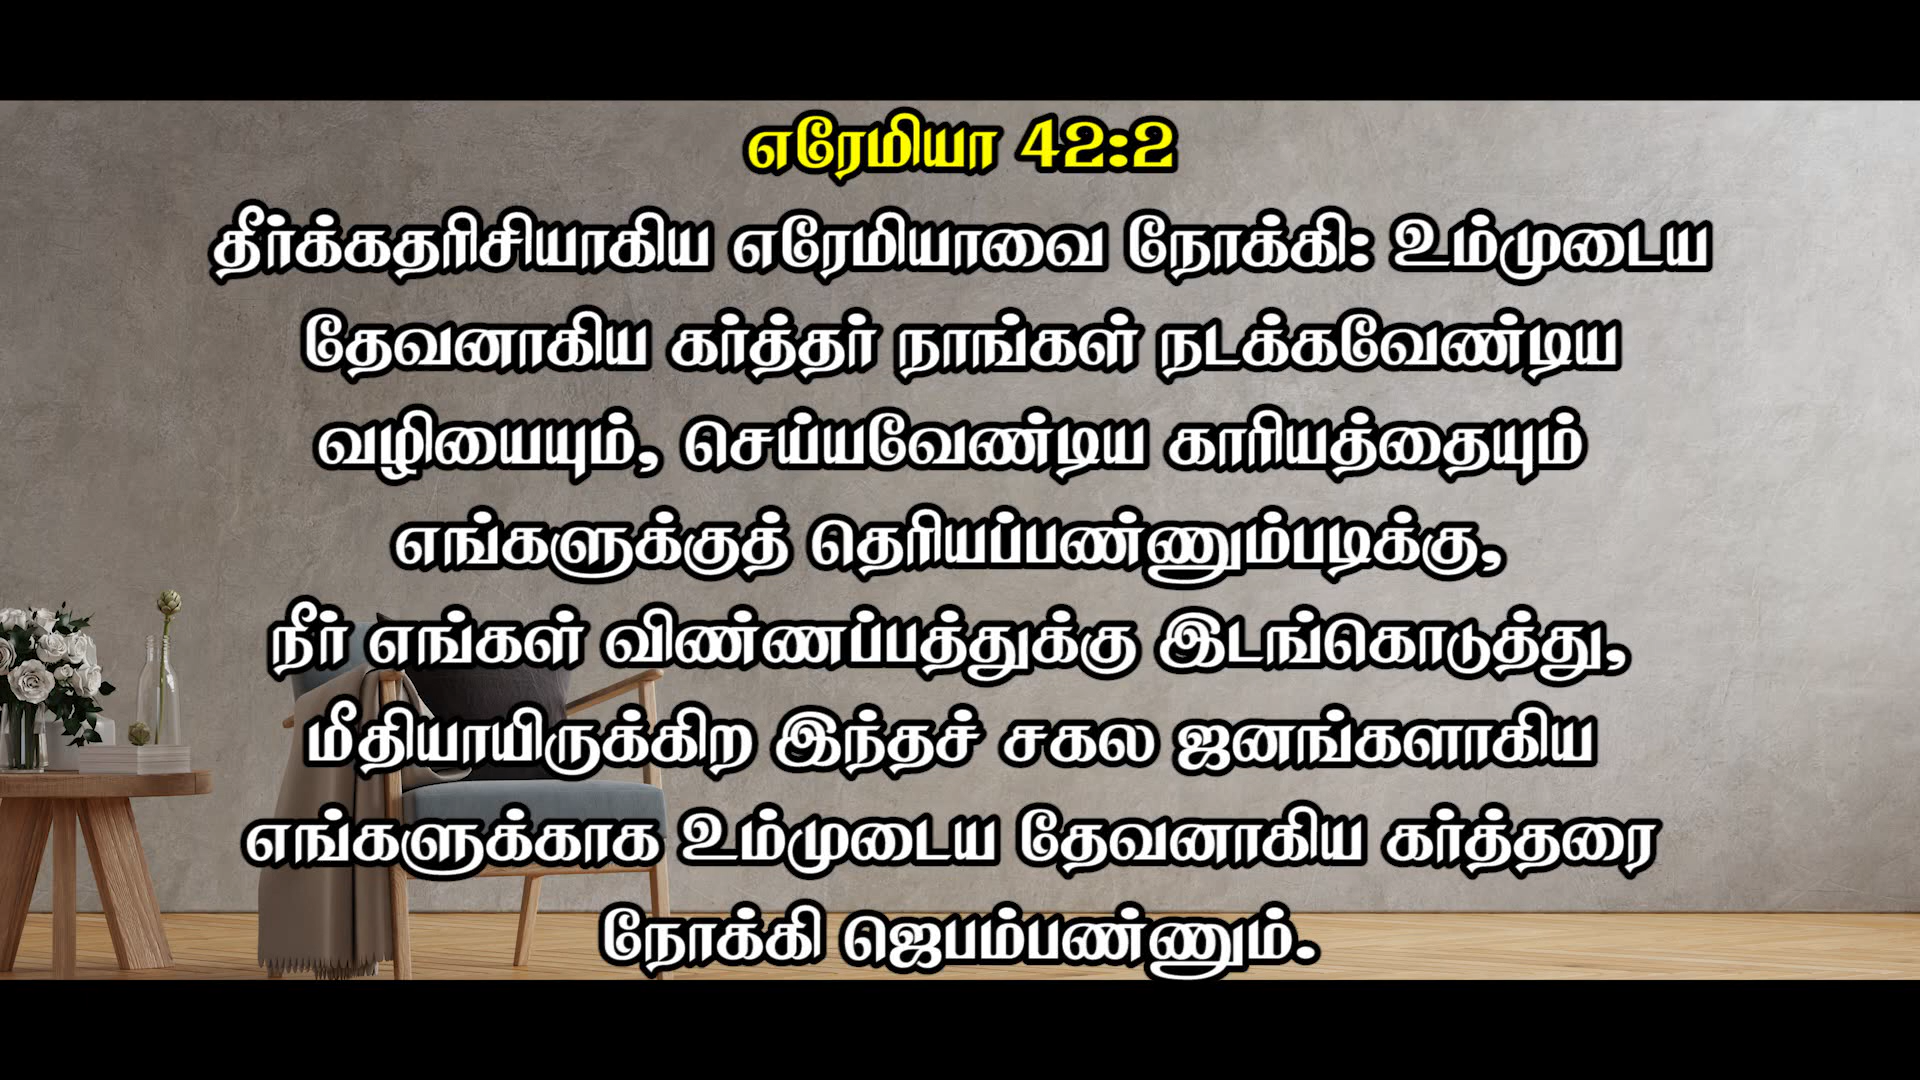 எரேமியா 42:2
தீர்க்கதரிசியாகிய எரேமியாவை நோக்கி: உம்முடைய
தேவனாகிய கர்த்தர் நாங்கள் நடக்கவேண்டிய
வழியையும், செய்யவேண்டிய காரியத்தையும்
எங்களுக்குத் தெரியப்பண்ணும்படிக்கு,
நீர் எங்கள் விண்ணப்பத்துக்கு இடங்கொடுத்து,
மீதியாயிருக்கிற இந்தச் சகல ஜனங்களாகிய
எங்களுக்காக உம்முடைய தேவனாகிய கர்த்தரை
நோக்கி ஜெபம்பண்ணும்.